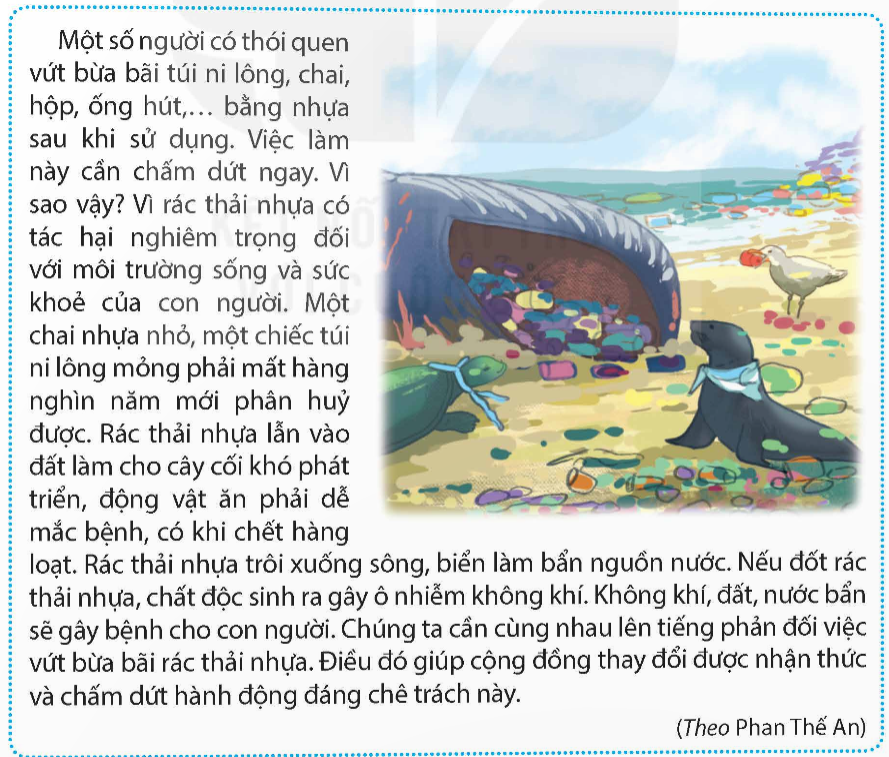 Một số người có thói quen
vứt bừa bãi túi ni lông, chai,
hộp, ống hút,... bằng nhựa
sau khi sử dụng. Việc làm
này cần chấm dứt ngay. Vì
sao vậy? Vì rác thải nhựa có
tác hại nghiêm trọng đối
với môi trường sống và sức
khoẻ của con người. Một
chai nhựa nhỏ, một chiếc túi
ni lông mỏng phải mất hàng
nghìn năm mới phân huỷ
được. Rác thải nhựa lẫn vào
đất làm cho cây cối khó phát
triển, động vật ăn phải dễ
mắc bệnh, có khi chết hàng
loạt. Rác thải nhựa trôi xuống sông, biển làm bẩn nguồn nước. Nếu đốt rác
thải nhựa, chất độc sinh ra gây ô nhiễm không khí. Không khí, đất, nước bẩn
sẽ gây bệnh cho con người. Chúng ta cần cùng nhau lên tiếng phản đối việc
vứt bừa bãi rác thải nhựa. Điều đó giúp cộng đồng thay đổi được nhận thức
và chấm dứt hành động đáng chê trách này.
(Theo Phan Thế An)